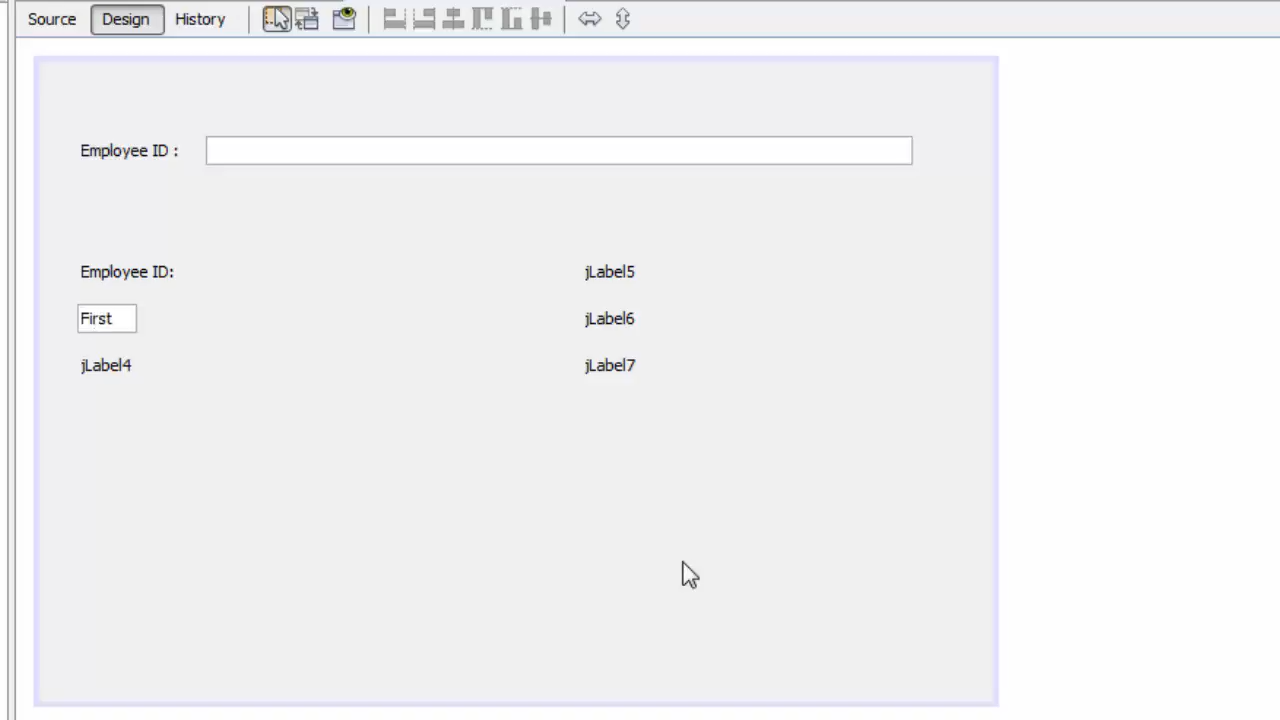 Source Design History
Employee ID :
Employee ID: jLabel5
First jLabel6
jLabel4 jLabel7